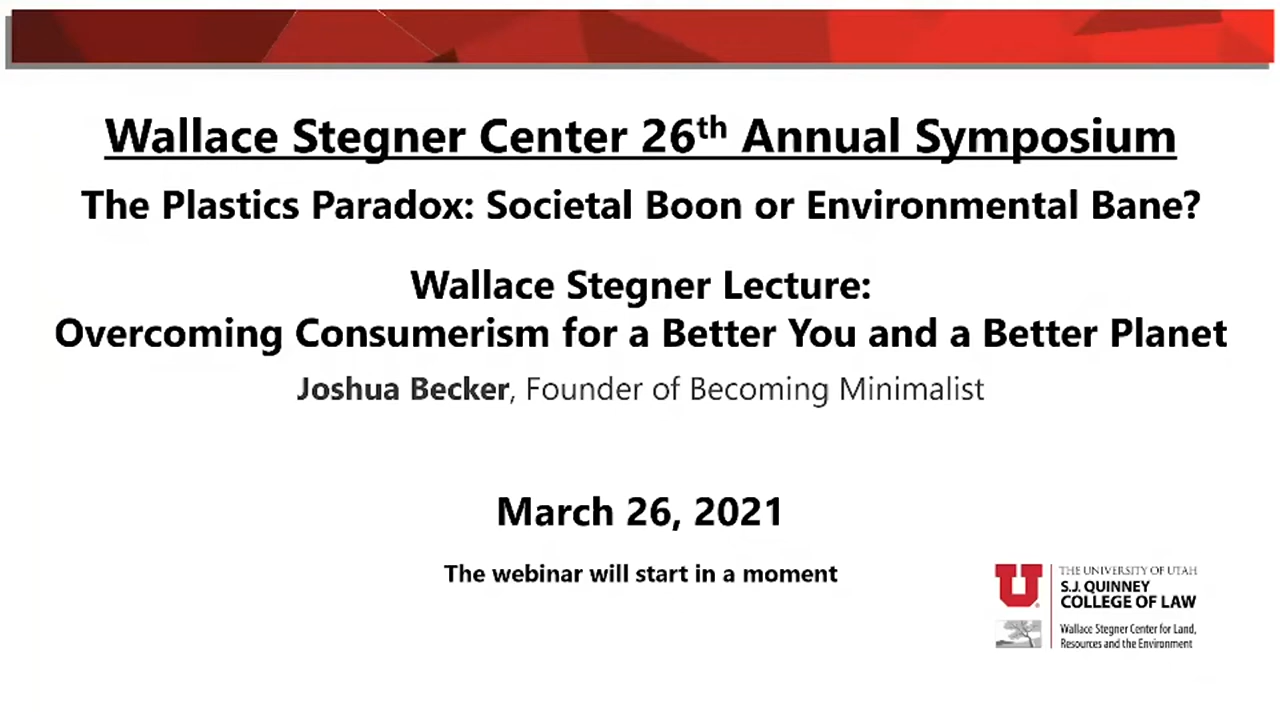 Wallace Stegner Center 26th Annual Symposium
The Plastics Paradox: Societal Boon or Environmental Bane?
Wallace Stegner Lecture:
Overcoming Consumerism for a Better You and a Better Planet
Joshua Becker, Founder of Becoming Minimalist
March 26, 2021
The webinar will start in a moment
U
THE UNIVERSITY OF UTAH
S.J. QUINNEY
COLLEGE OF LAW
Wallace Stegner Center for Land,
Resources and the Environment